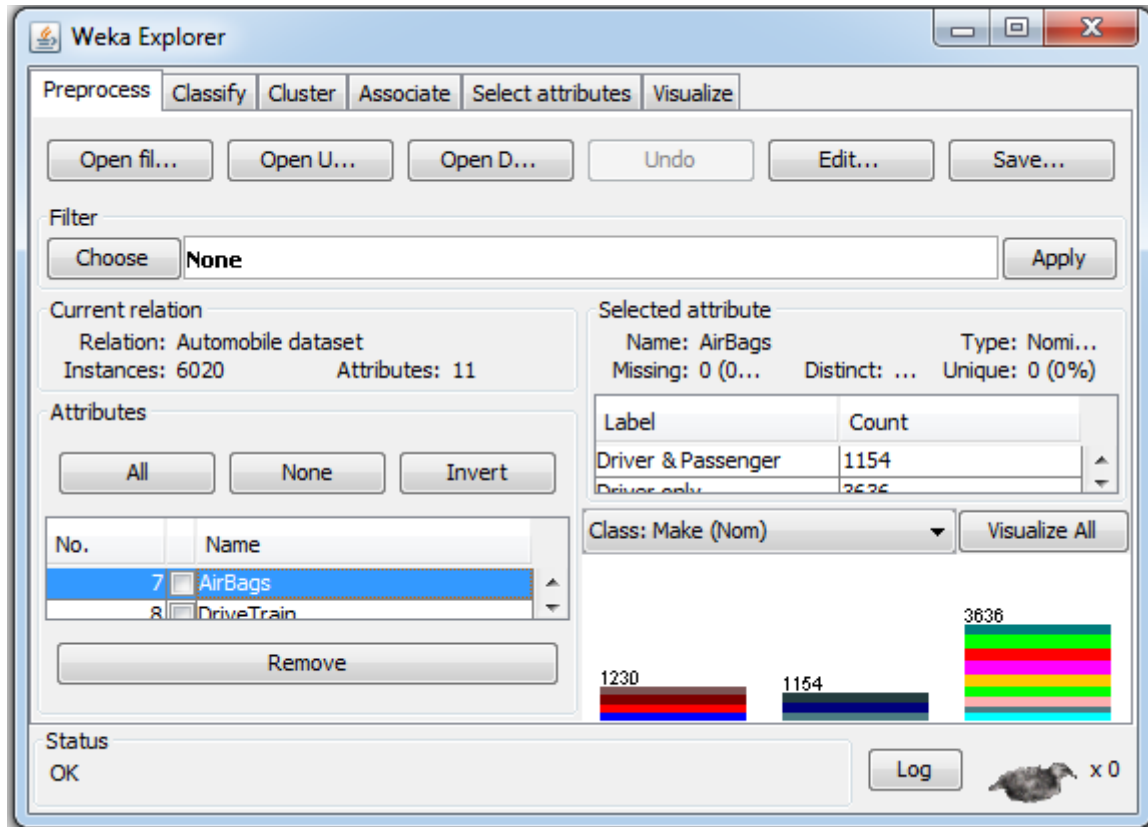 Weka Explorer
Preprocess Classify Cluster Associate Select attributes Visualize
Open fil... Open U... Open D... Undo Edit... Save...
Filter
Choose None Apply
Current relation
Relation: Automobile dataset
Instances: 6020 Attributes: 11
Selected attribute
Name: AirBags Type: Nomi...
Missing: 0 (0... Distinct: ... Unique: 0 (0%)
Attributes
All None Invert
No. Name
7 AirBags
8 DriveTrain
Remove
Label Count
Driver & Passenger 1154
Driver only 3636
Class: Make (Nom) Visualize All
1230 1154 3636
Status
OK
Log x 0